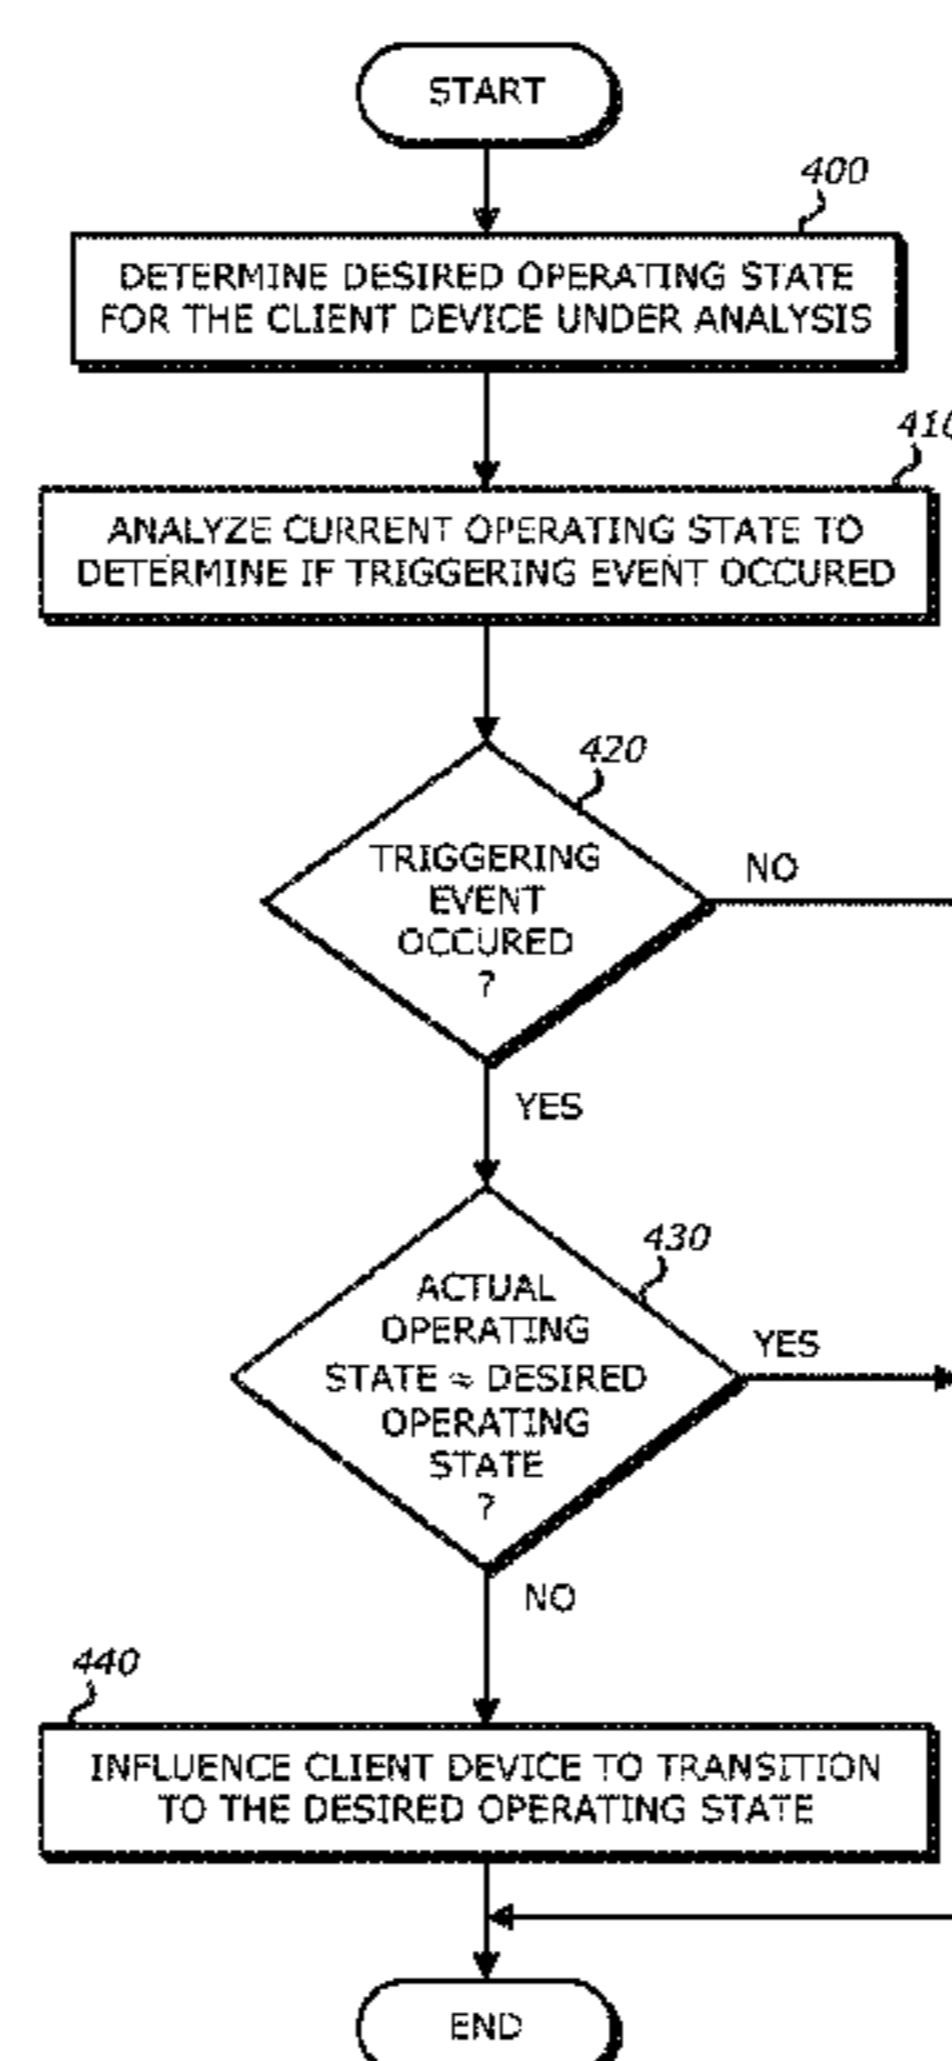 START
400
DETERMINE DESIRED OPERATING STATE
FOR THE CLIENT DEVICE UNDER ANALYSIS
410
ANALYZE CURRENT OPERATING STATE TO
DETERMINE IF TRIGGERING EVENT OCCURED
420
TRIGGERING
EVENT
OCCURED
?
NO
YES
430
ACTUAL
OPERATING
STATE ≈ DESIRED
OPERATING
STATE
?
YES
NO
440
INFLUENCE CLIENT DEVICE TO TRANSITION
TO THE DESIRED OPERATING STATE
END